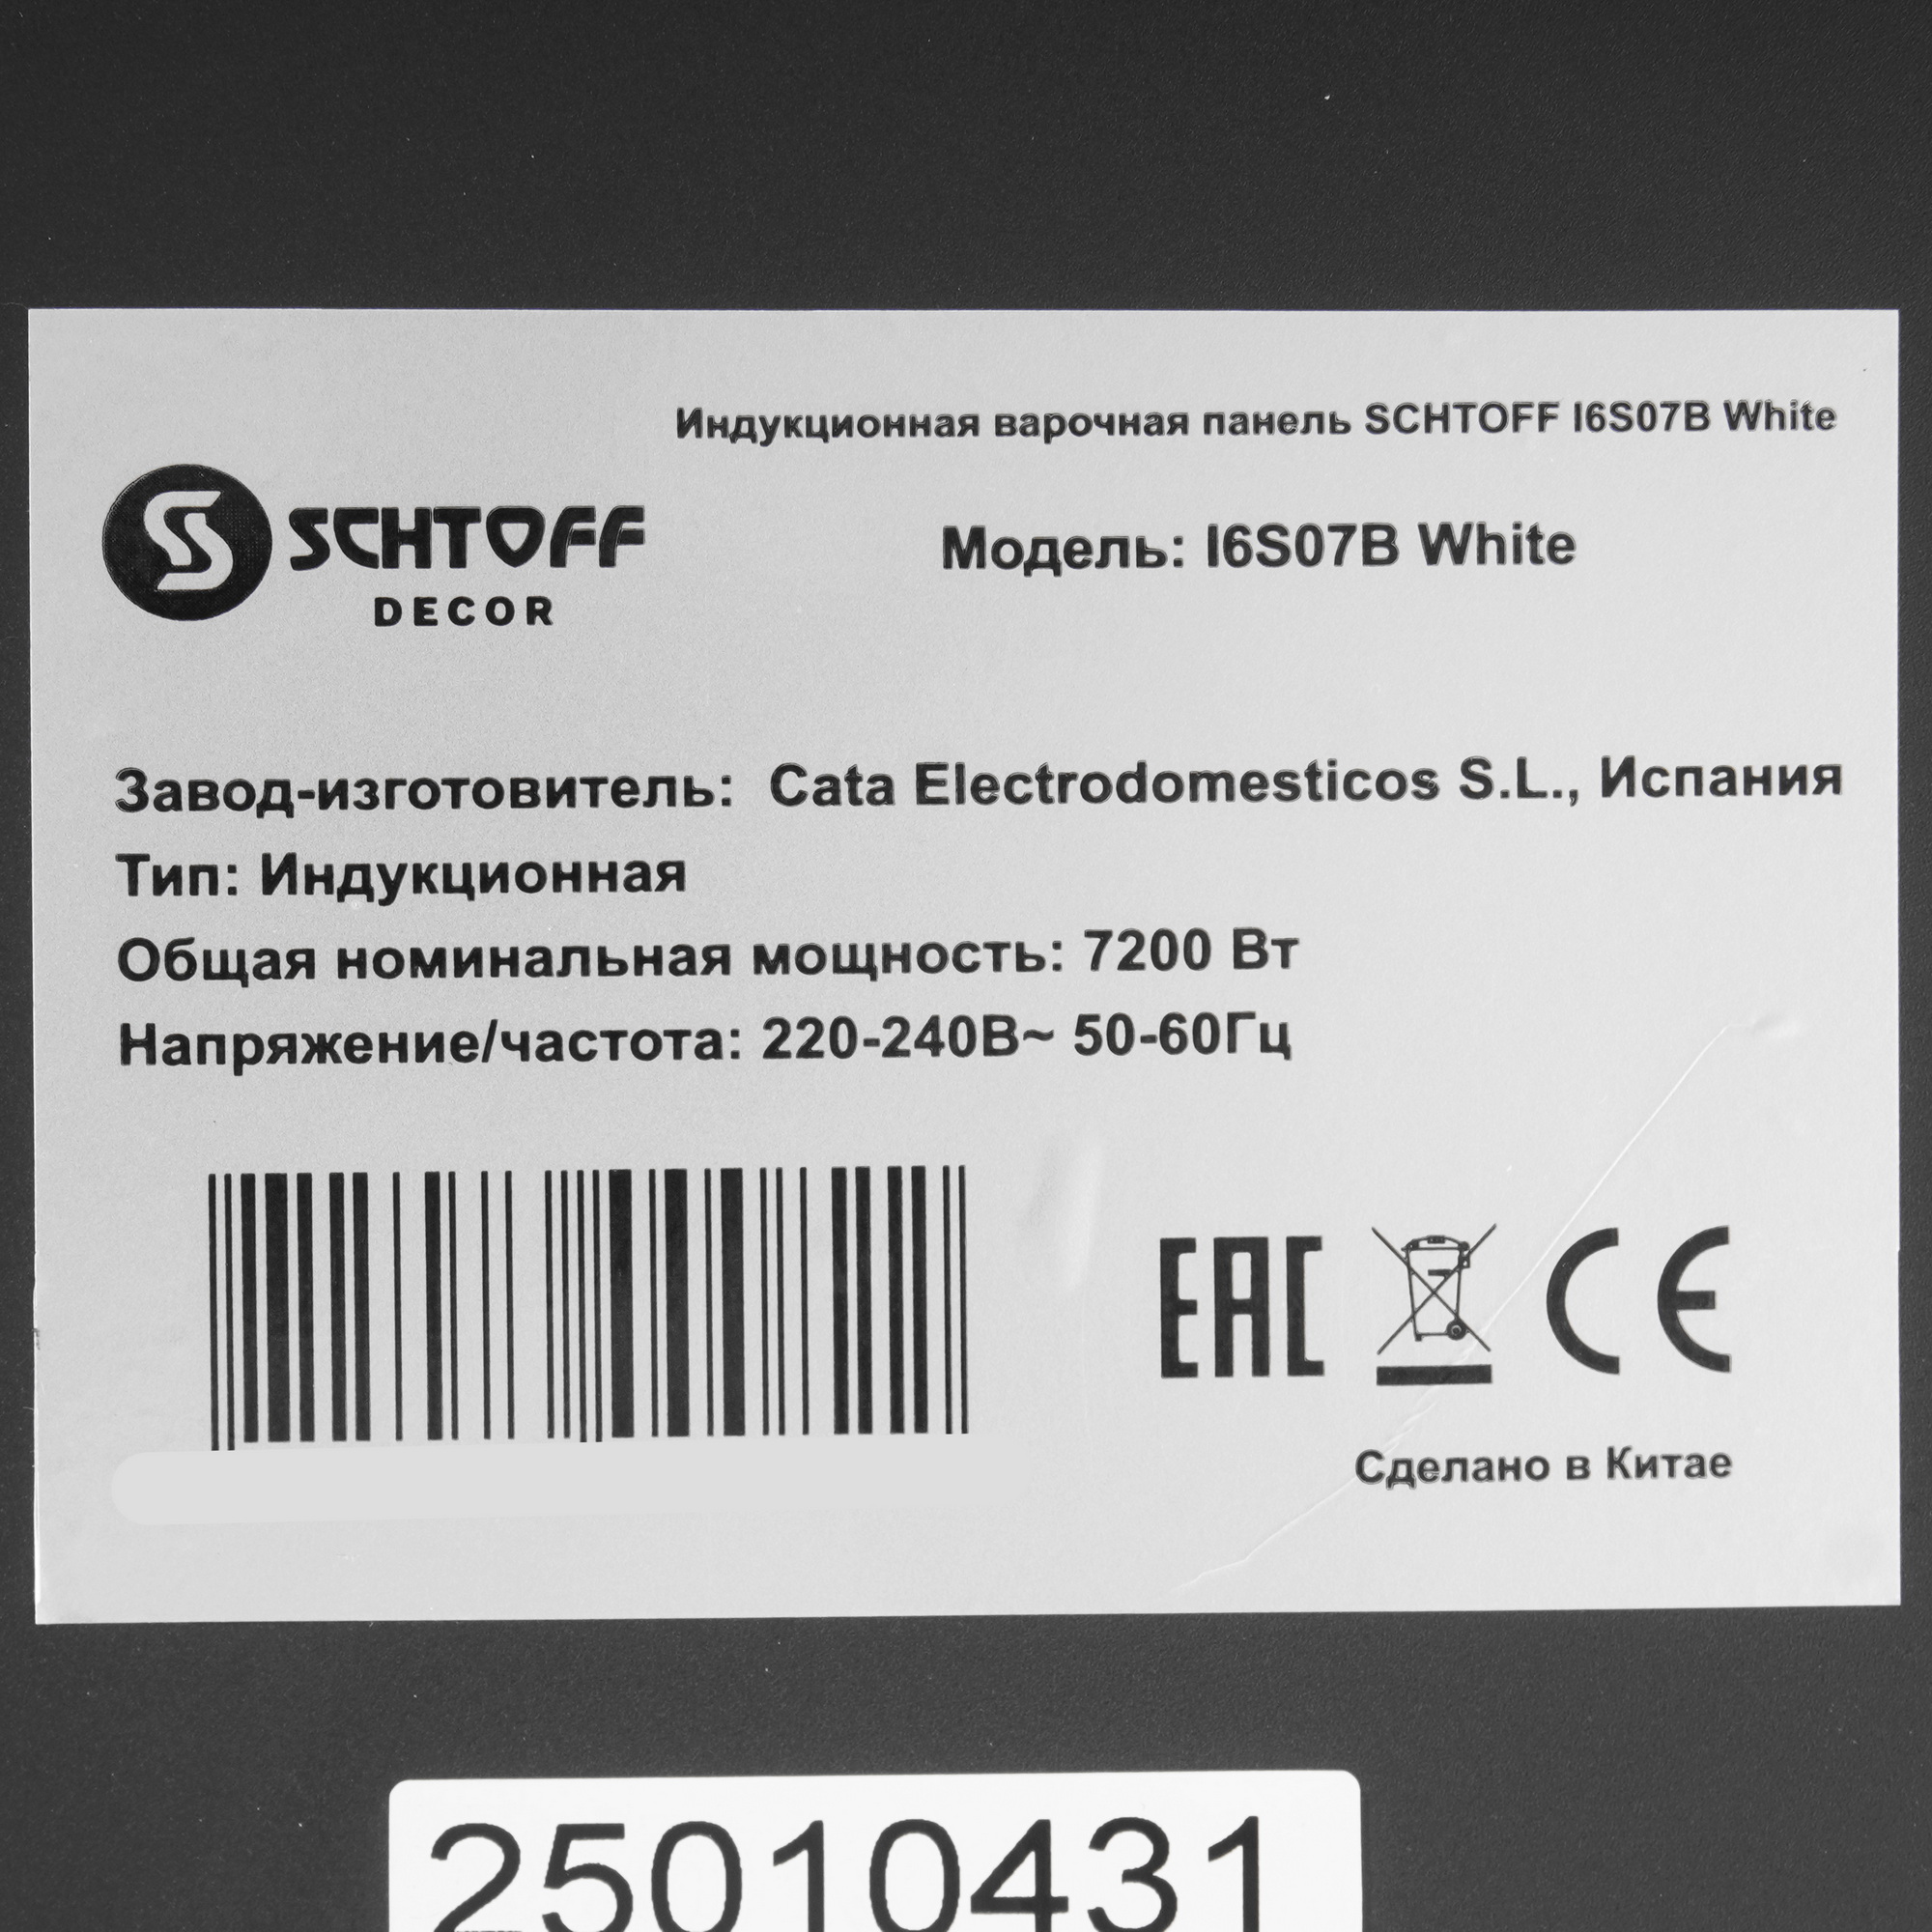 Индукционная варочная панель SCHTOFF I6S07B White
SCHTOFF
DECOR
Модель: I6S07B White
Завод-изготовитель: Cata Electrodomesticos S.L., Испания
Тип: Индукционная
Общая номинальная мощность: 7200 Вт
Напряжение/частота: 220-240В~ 50-60Гц
EAC
CE
Сделано в Китае
25010431